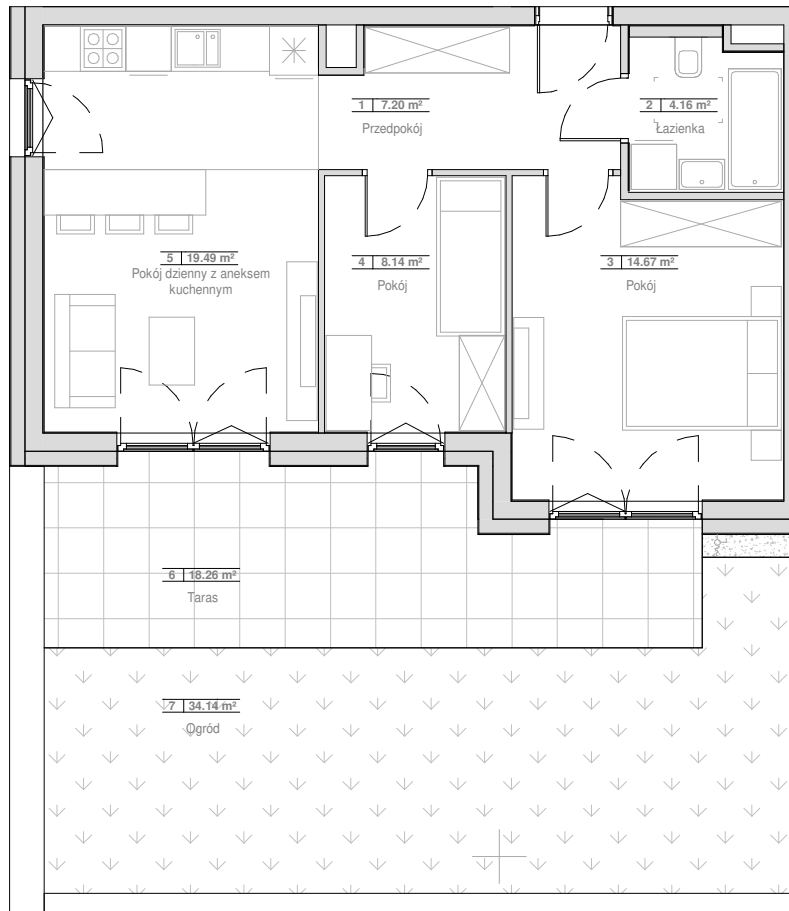 1 7.20 m²
Przedpokój
2 4.16 m²
Łazienka
5 19.49 m²
Pokój dzienny z aneksem
kuchennym
4 8.14 m²
Pokój
3 14.67 m²
Pokój
6 18.26 m²
Taras
7 34.14 m²
Ogród